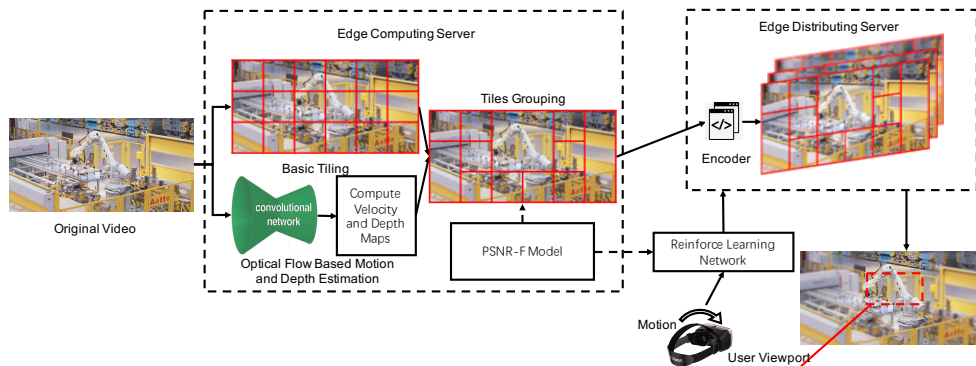 Edge Computing Server
Edge Distributing Server
Tiles Grouping
</>
Encoder
Basic Tiling
Original Video
convolutional
network
Compute
Velocity
and Depth
Maps
Optical Flow Based Motion
and Depth Estimation
PSNR-F Model
Reinforce Learning
Network
Motion
User Viewport
Aotto